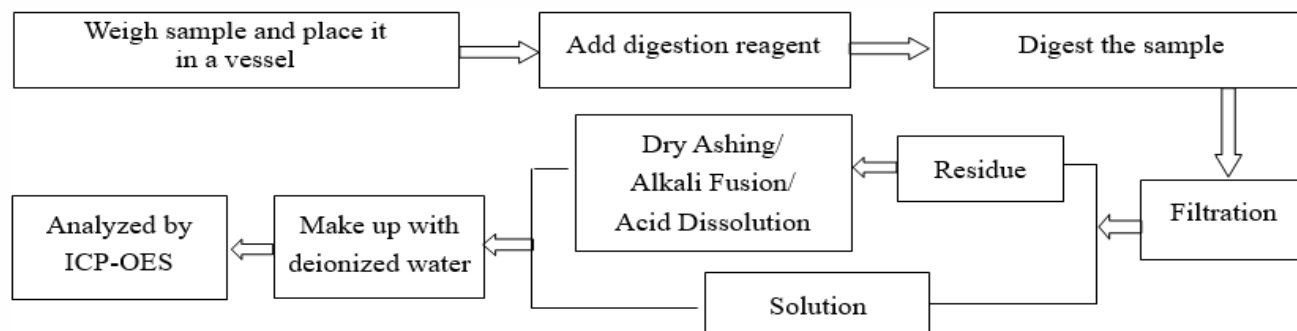 Weigh sample and place it
in a vessel
Add digestion reagent
Digest the sample
Filtration
Residue
Dry Ashing/
Alkali Fusion/
Acid Dissolution
Solution
Make up with
deionized water
Analyzed by
ICP-OES